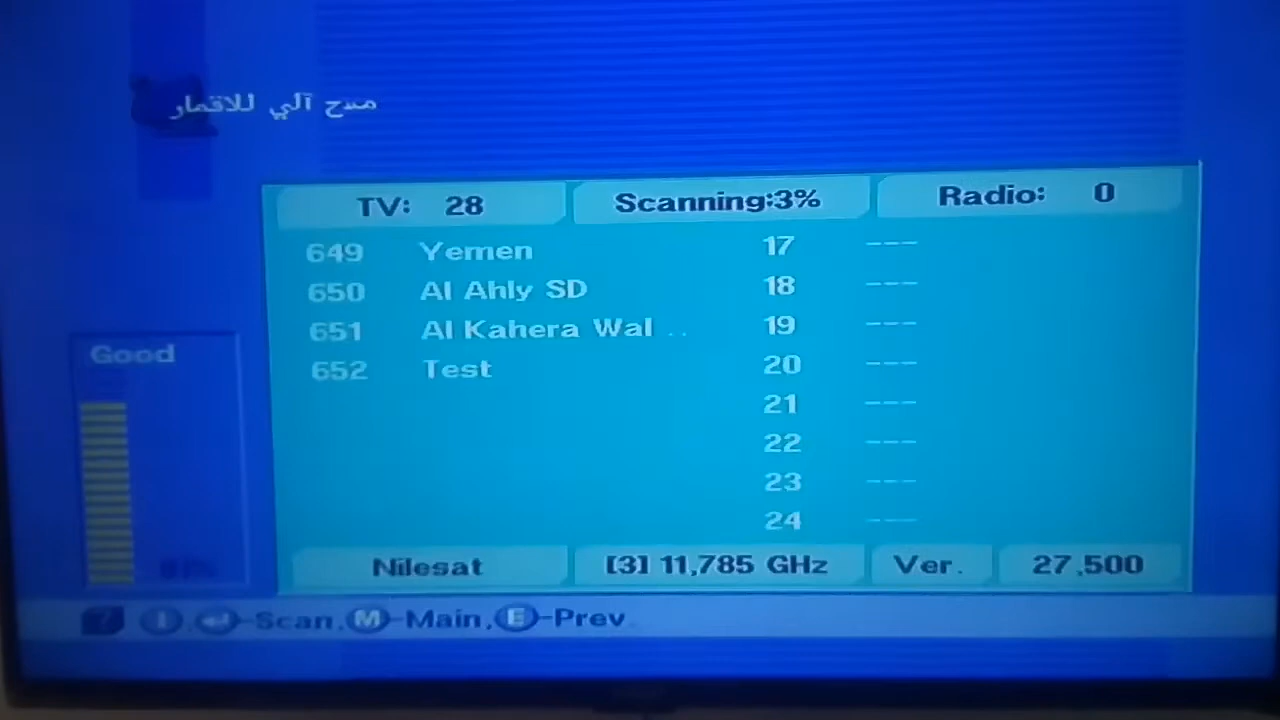 مسح آلي للاقمار
TV: 28 Scanning:3% Radio: 0
649 Yemen 17 ---
650 Al Ahly SD 18 ---
651 Al Kahera Wal .. 19 ---
652 Test 20 ---
21 ---
22 ---
23 ---
24 ---
Good
Nilesat [3] 11,785 GHz Ver. 27,500
? I , ↵-Scan, M-Main, E-Prev.